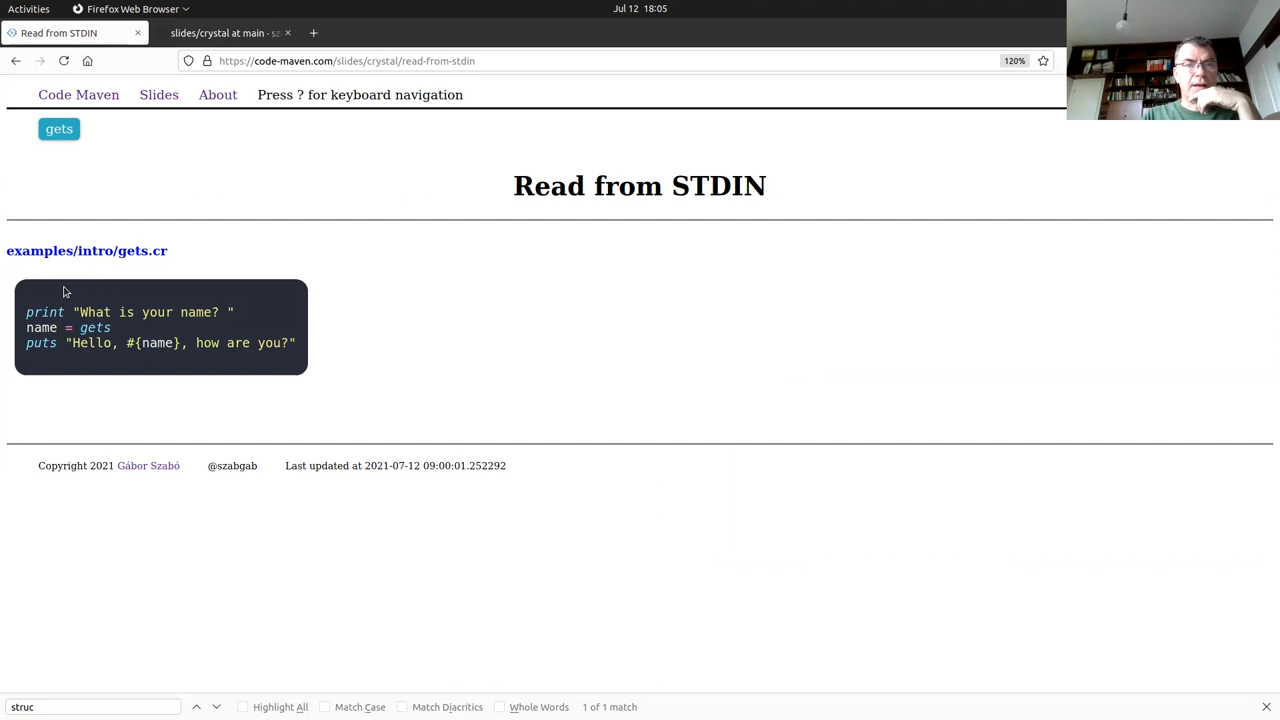 Activities
Firefox Web Browser
Jul 12 18:05
Read from STDIN
slides/crystal at main · sz
https://code-maven.com/slides/crystal/read-from-stdin
120%
Code Maven Slides About Press ? for keyboard navigation
gets
Read from STDIN
examples/intro/gets.cr
print "What is your name? "
name = gets
puts "Hello, #{name}, how are you?"
Copyright 2021 Gábor Szabó @szabgab Last updated at 2021-07-12 09:00:01.252292
struc
Highlight All Match Case Match Diacritics Whole Words 1 of 1 match